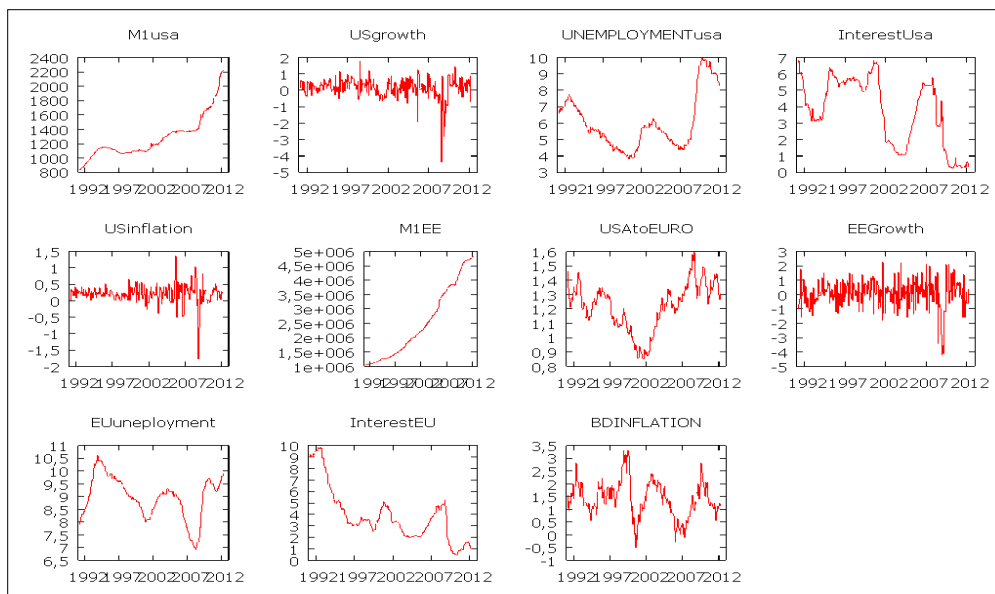 M1usa
2400
2200
2000
1800
1600
1400
1200
1000
800
1992 1997 2002 2007 2012
USgrowth
2
1
0
-1
-2
-3
-4
-5
1992 1997 2002 2007 2012
UNEMPLOYMENTusa
10
9
8
7
6
5
4
3
1992 1997 2002 2007 2012
InterestUsa
7
6
5
4
3
2
1
0
1992 1997 2002 2007 2012
USinflation
1,5
1
0,5
0
-0,5
-1
-1,5
-2
1992 1997 2002 2007 2012
M1EE
5e+006
4,5e+006
4e+006
3,5e+006
3e+006
2,5e+006
2e+006
1,5e+006
1e+006
1992 1997 2002 2007 2012
USAtoEURO
1,6
1,5
1,4
1,3
1,2
1,1
1
0,9
0,8
1992 1997 2002 2007 2012
EEGrowth
3
2
1
0
-1
-2
-3
-4
-5
1992 1997 2002 2007 2012
EUuneployment
11
10,5
10
9,5
9
8,5
8
7,5
7
6,5
1992 1997 2002 2007 2012
InterestEU
10
9
8
7
6
5
4
3
2
1
0
1992 1997 2002 2007 2012
BDINFLATION
3,5
3
2,5
2
1,5
1
0,5
0
-0,5
-1
1992 1997 2002 2007 2012